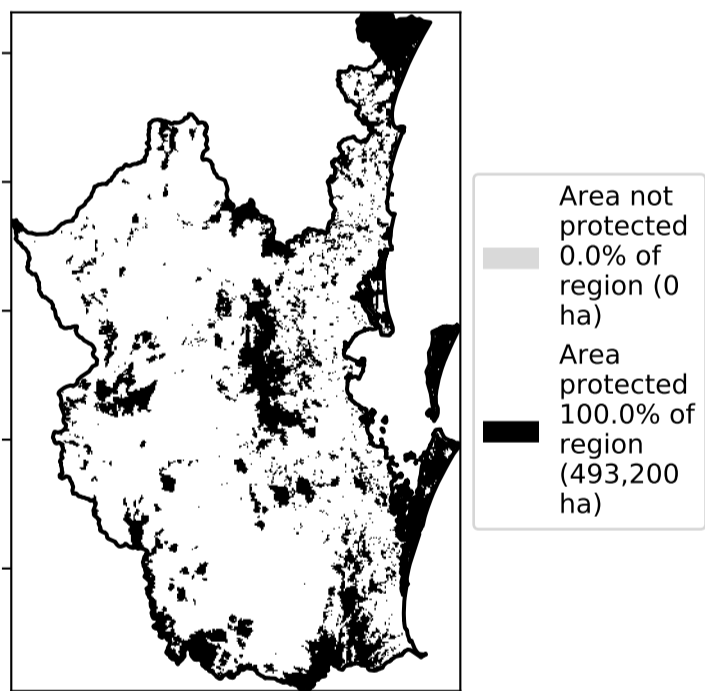 Area not
protected
0.0% of
region (0
ha)
Area
protected
100.0% of
region
(493,200
ha)